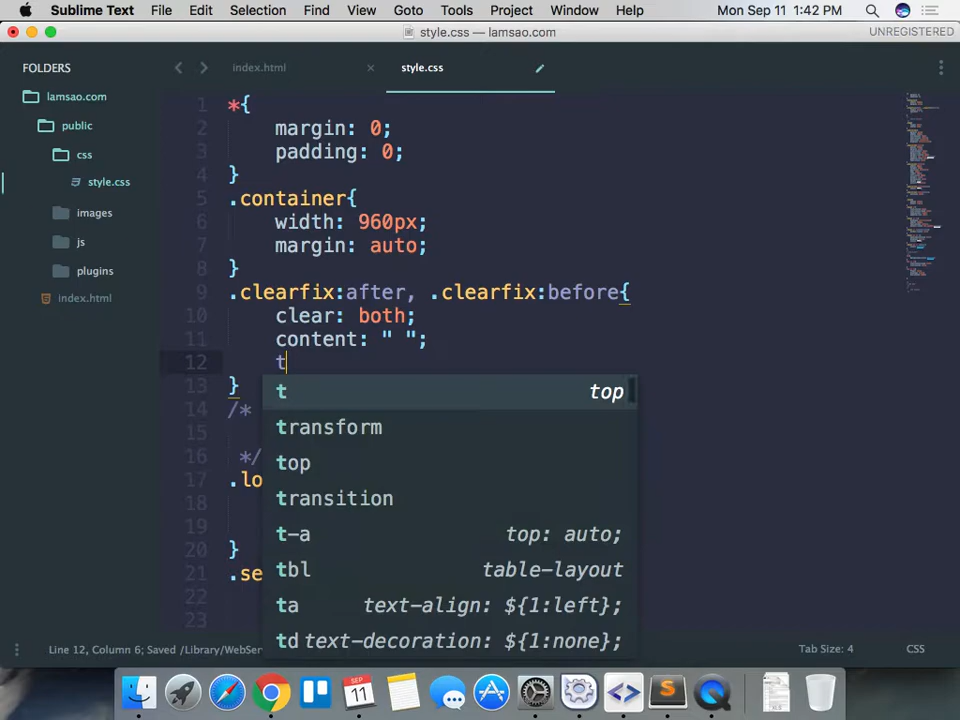 Sublime Text File Edit Selection Find View Goto Tools Project Window Help Mon Sep 11 1:42 PM
style.css — lamsao.com UNREGISTERED
FOLDERS
lamsao.com
public
css
style.css
images
js
plugins
index.html
index.html × style.css
1 *{
2 margin: 0;
3 padding: 0;
4 }
5 .container{
6 width: 960px;
7 margin: auto;
8 }
9 .clearfix:after, .clearfix:before{
10 clear: both;
11 content: " ";
12 t
13 }
14 /*
15
16 */
17 .lo
18
19
20 }
21 .se
22
23
t top
transform
top
transition
t-a top: auto;
tbl table-layout
ta text-align: ${1:left};
td text-decoration: ${1:none};
Line 12, Column 6; Saved /Library/WebSer Spaces: 4 CSS
SEP
11